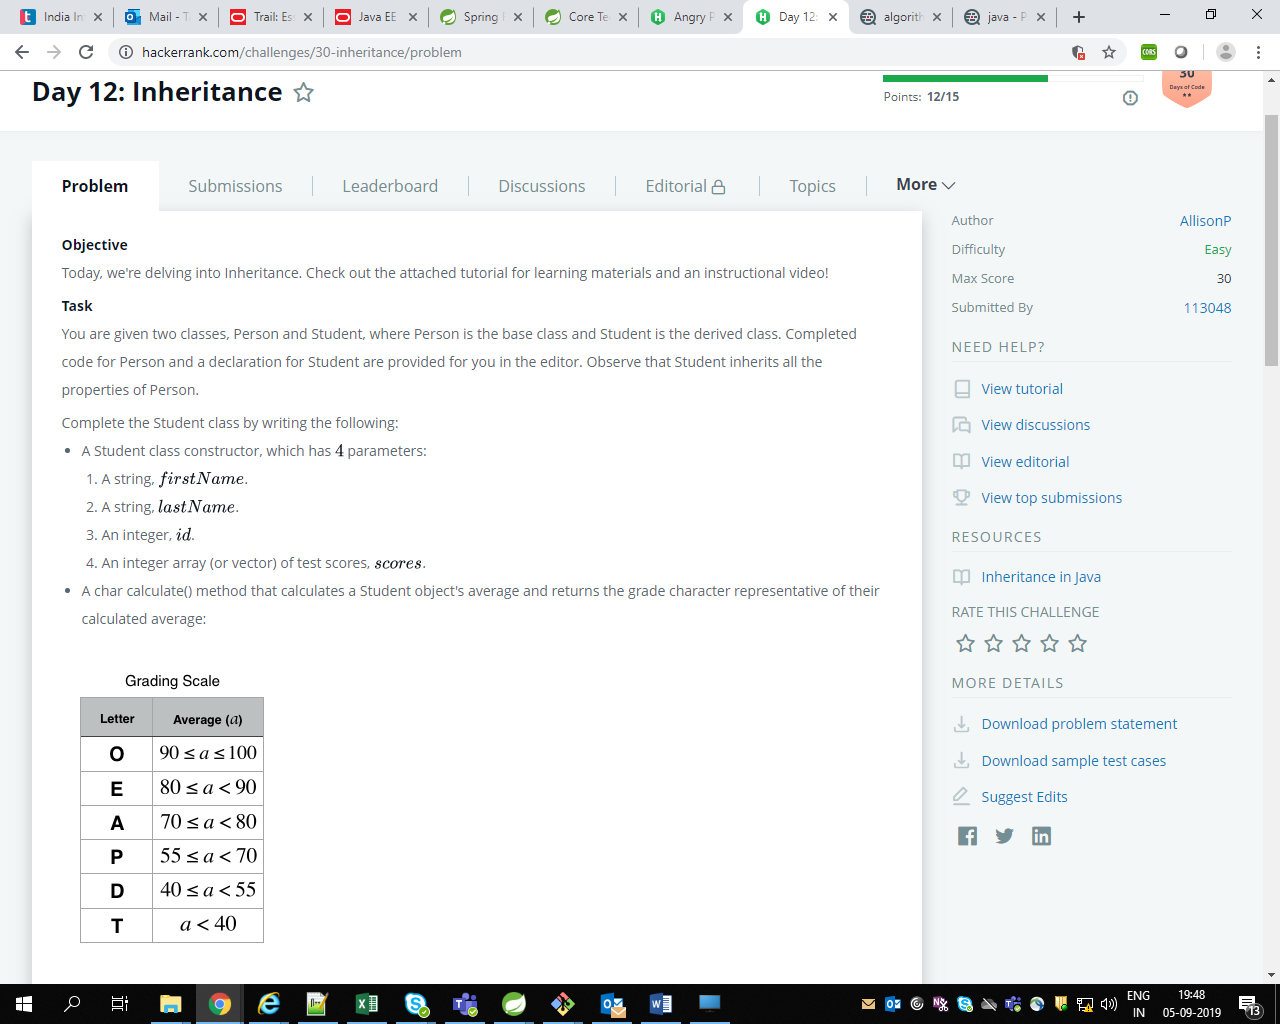 India In
Mail - T
Trail: Es
Java EE
Spring
Core Te
Angry P
Day 12:
algorith
java - P
hackerrank.com/challenges/30-inheritance/problem
CORS
Day 12: Inheritance
Points: 12/15
30
Days of Code
Problem
Submissions
Leaderboard
Discussions
Editorial
Topics
More
Objective
Today, we're delving into Inheritance. Check out the attached tutorial for learning materials and an instructional video!
Task
You are given two classes, Person and Student, where Person is the base class and Student is the derived class. Completed
code for Person and a declaration for Student are provided for you in the editor. Observe that Student inherits all the
properties of Person.
Complete the Student class by writing the following:
• A Student class constructor, which has 4 parameters:
1. A string, firstName.
2. A string, lastName.
3. An integer, id.
4. An integer array (or vector) of test scores, scores.
• A char calculate() method that calculates a Student object's average and returns the grade character representative of their
calculated average:
Grading Scale
Letter Average (a)
O 90 ≤ a ≤ 100
E 80 ≤ a < 90
A 70 ≤ a < 80
P 55 ≤ a < 70
D 40 ≤ a < 55
T a < 40
Author AllisonP
Difficulty Easy
Max Score 30
Submitted By 113048
NEED HELP?
View tutorial
View discussions
View editorial
View top submissions
RESOURCES
Inheritance in Java
RATE THIS CHALLENGE
MORE DETAILS
Download problem statement
Download sample test cases
Suggest Edits
ENG
IN
19:48
05-09-2019
13